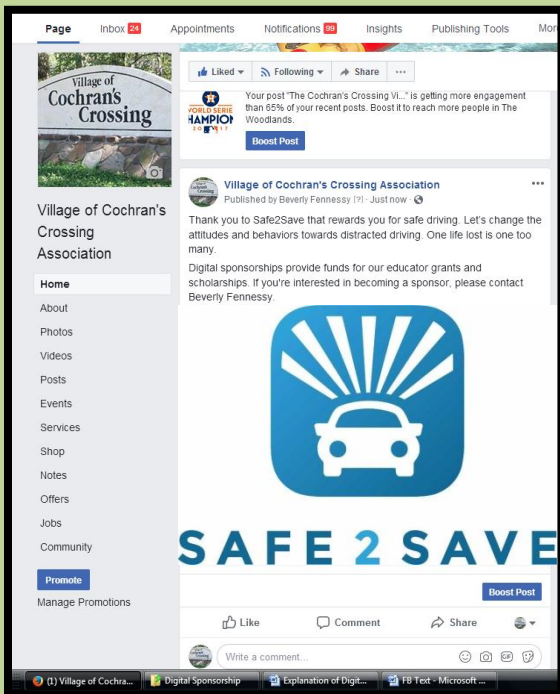 Page Inbox 24 Appointments Notifications 99 Insights Publishing Tools
Village of
Cochran's
Crossing
Liked Following Share ...
WORLD SERIE
HAMPION
2017
Your post "The Cochran's Crossing Vi..." is getting more engagement
than 65% of your recent posts. Boost it to reach more people in The
Woodlands.
Boost Post
Village of Cochran's
Crossing
Association
Home
About
Photos
Videos
Posts
Events
Services
Shop
Notes
Offers
Jobs
Community
Promote
Manage Promotions
Village of Cochran's Crossing Association
Published by Beverly Fennessy [?] · Just now ·
Thank you to Safe2Save that rewards you for safe driving. Let's change the
attitudes and behaviors towards distracted driving. One life lost is one too
many.
Digital sponsorships provide funds for our educator grants and
scholarships. If you're interested in becoming a sponsor, please contact
Beverly Fennessy.
SAFE 2 SAVE
Boost Post
Like Comment Share
Write a comment...
GIF
(1) Village of Cochra... Digital Sponsorship Explanation of Digit... FB Text - Microsoft ...